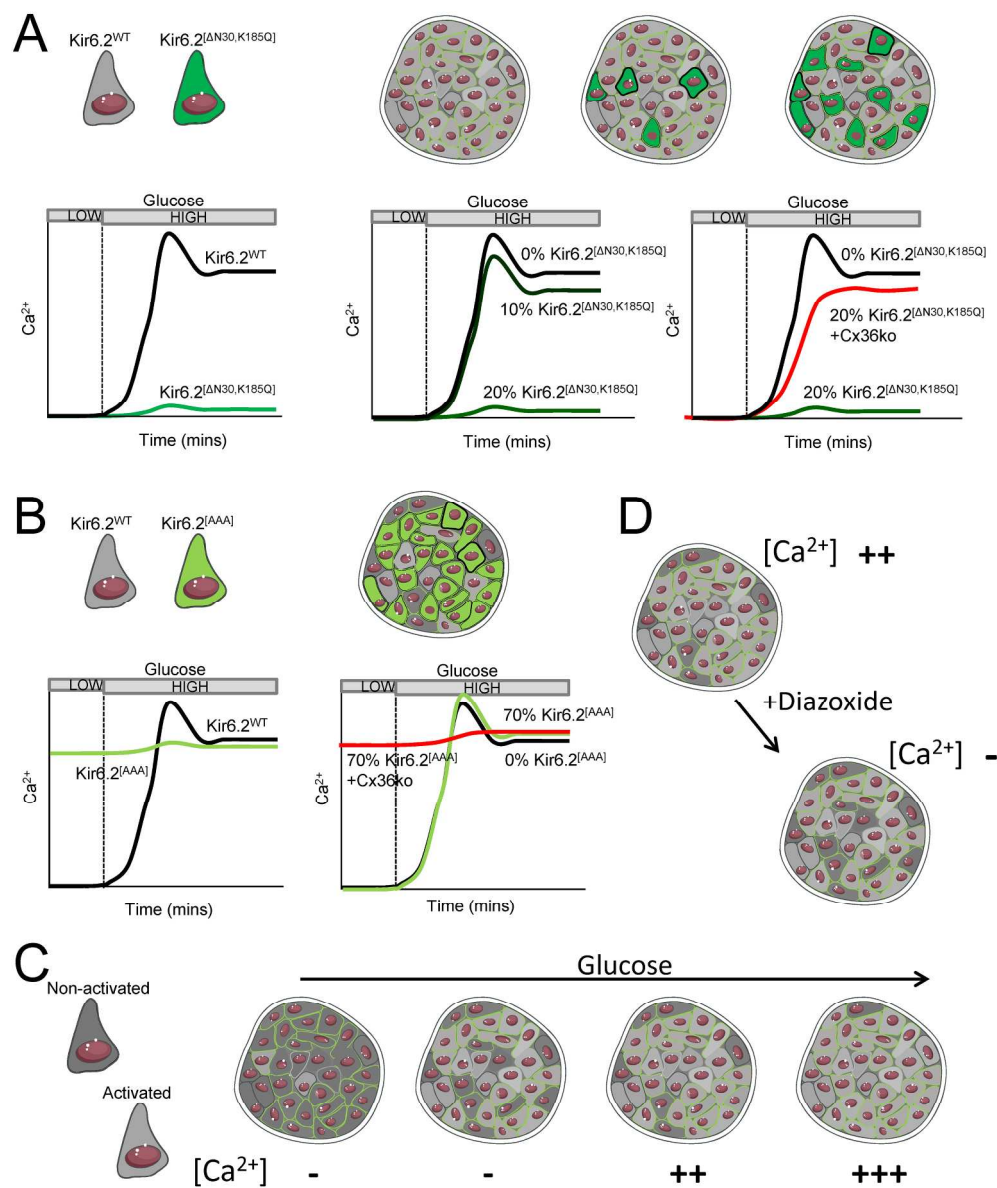 A
Kir6.2^WT Kir6.2^[ΔN30,K185Q]
Glucose
LOW HIGH
Ca²⁺
Kir6.2^WT
Kir6.2^[ΔN30,K185Q]
Time (mins)
Glucose
LOW HIGH
Ca²⁺
0% Kir6.2^[ΔN30,K185Q]
10% Kir6.2^[ΔN30,K185Q]
20% Kir6.2^[ΔN30,K185Q]
Time (mins)
Glucose
LOW HIGH
Ca²⁺
0% Kir6.2^[ΔN30,K185Q]
20% Kir6.2^[ΔN30,K185Q]
+Cx36ko
20% Kir6.2^[ΔN30,K185Q]
Time (mins)
B
Kir6.2^WT Kir6.2^[AAA]
Glucose
LOW HIGH
Ca²⁺
Kir6.2^WT
Kir6.2^[AAA]
Time (mins)
Glucose
LOW HIGH
Ca²⁺
70% Kir6.2^[AAA]
70% Kir6.2^[AAA]
+Cx36ko
0% Kir6.2^[AAA]
Time (mins)
D
[Ca²⁺] ++
+Diazoxide
[Ca²⁺] -
C
Glucose
Non-activated
Activated
[Ca²⁺] - - ++ +++